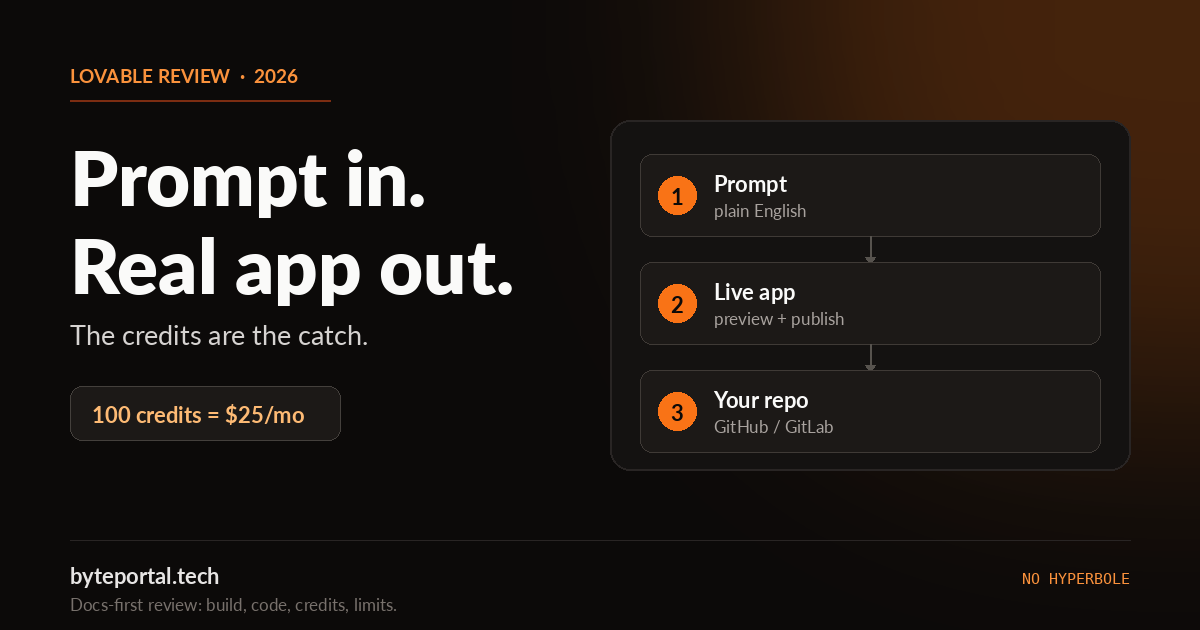 LOVABLE REVIEW · 2026
Prompt in.
Real app out.
The credits are the catch.
100 credits = $25/mo
1
Prompt
plain English
2
Live app
preview + publish
3
Your repo
GitHub / GitLab
byteportal.tech
Docs-first review: build, code, credits, limits.
NO HYPERBOLE